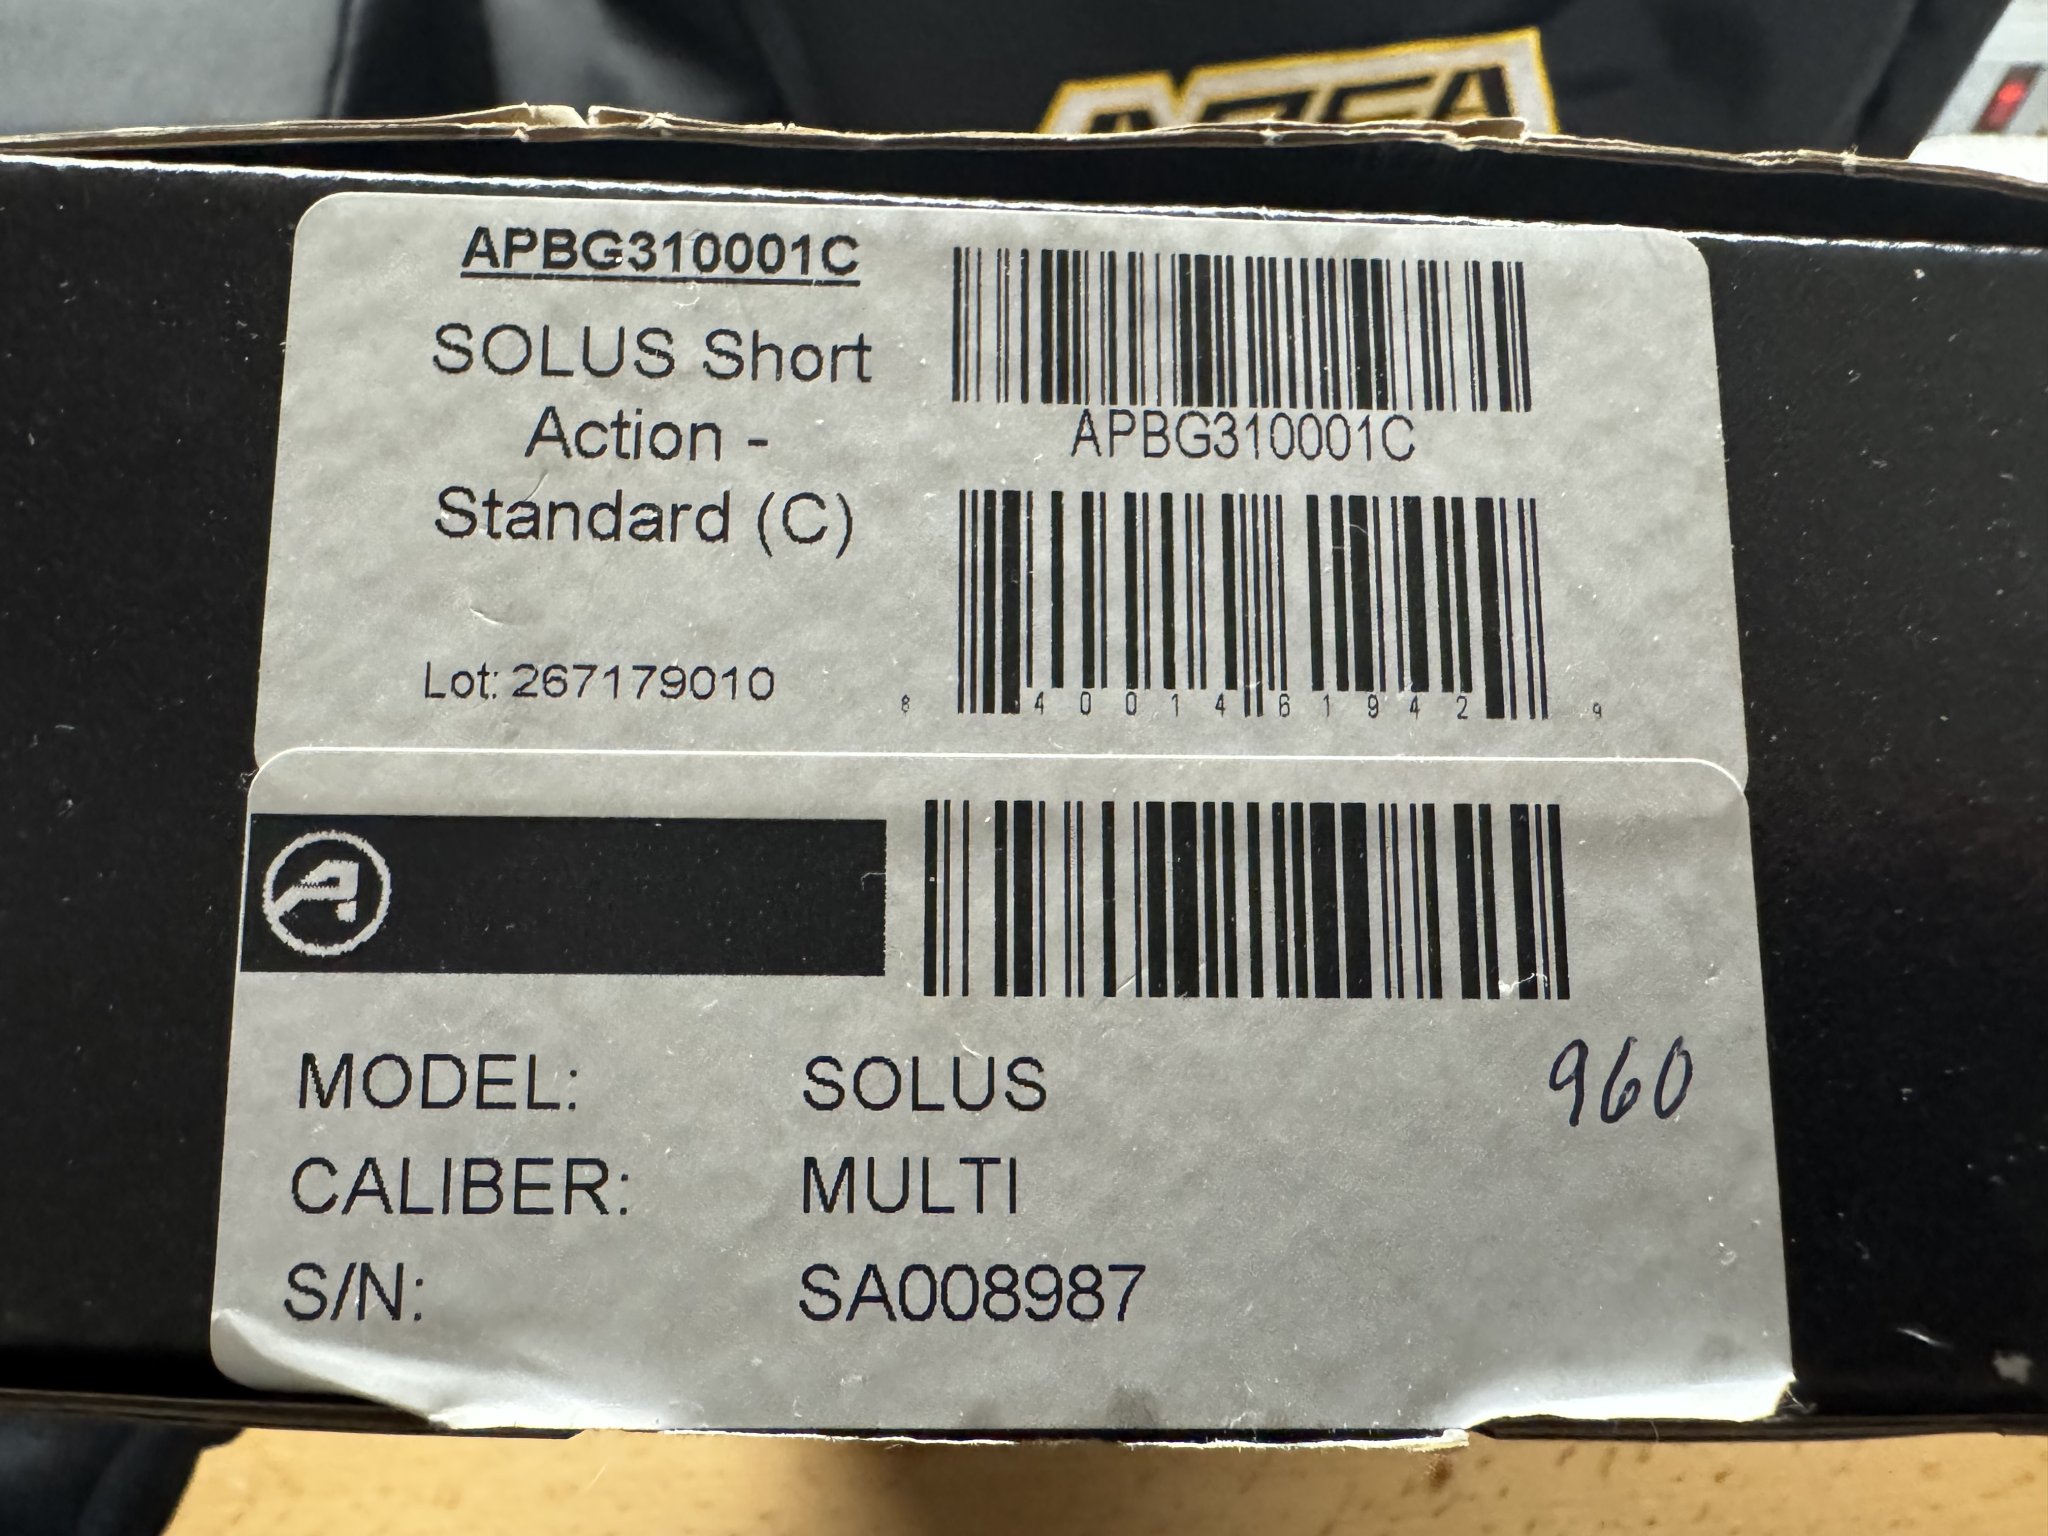 APBG310001C
SOLUS Short
Action -
Standard (C)
Lot: 267179010
APBG310001C
8 40014 61942 9
MODEL: SOLUS
960
CALIBER: MULTI
S/N: SA008987